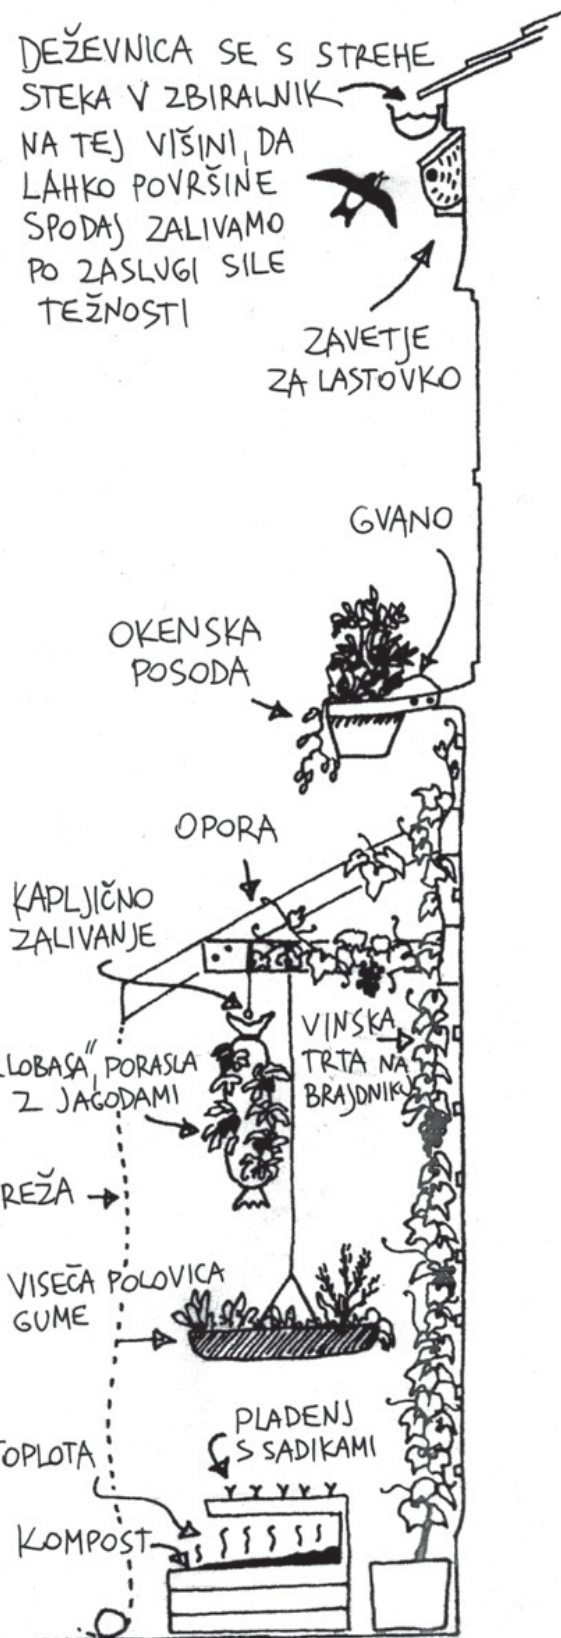 DEŽEVNICA SE S STREHE
STEKA V ZBIRALNIK
NA TEJ VIŠINI, DA
LAHKO POVRŠINE
SPODAJ ZALIVAMO
PO ZASLUGI SILE
TEŽNOSTI
ZAVETJE
ZA LASTOVKO
GVANO
OKENSKA
POSODA
OPORA
KAPLJIČNO
ZALIVANJE
VINSKA
TRTA NA
BRAJDNIKU
„KLOBASA“, PORASLA
Z JAGODAMI
REŽA
VISEČA POLOVICA
GUME
PLADENJ
S SADIKAMI
TOPLOTA
KOMPOST